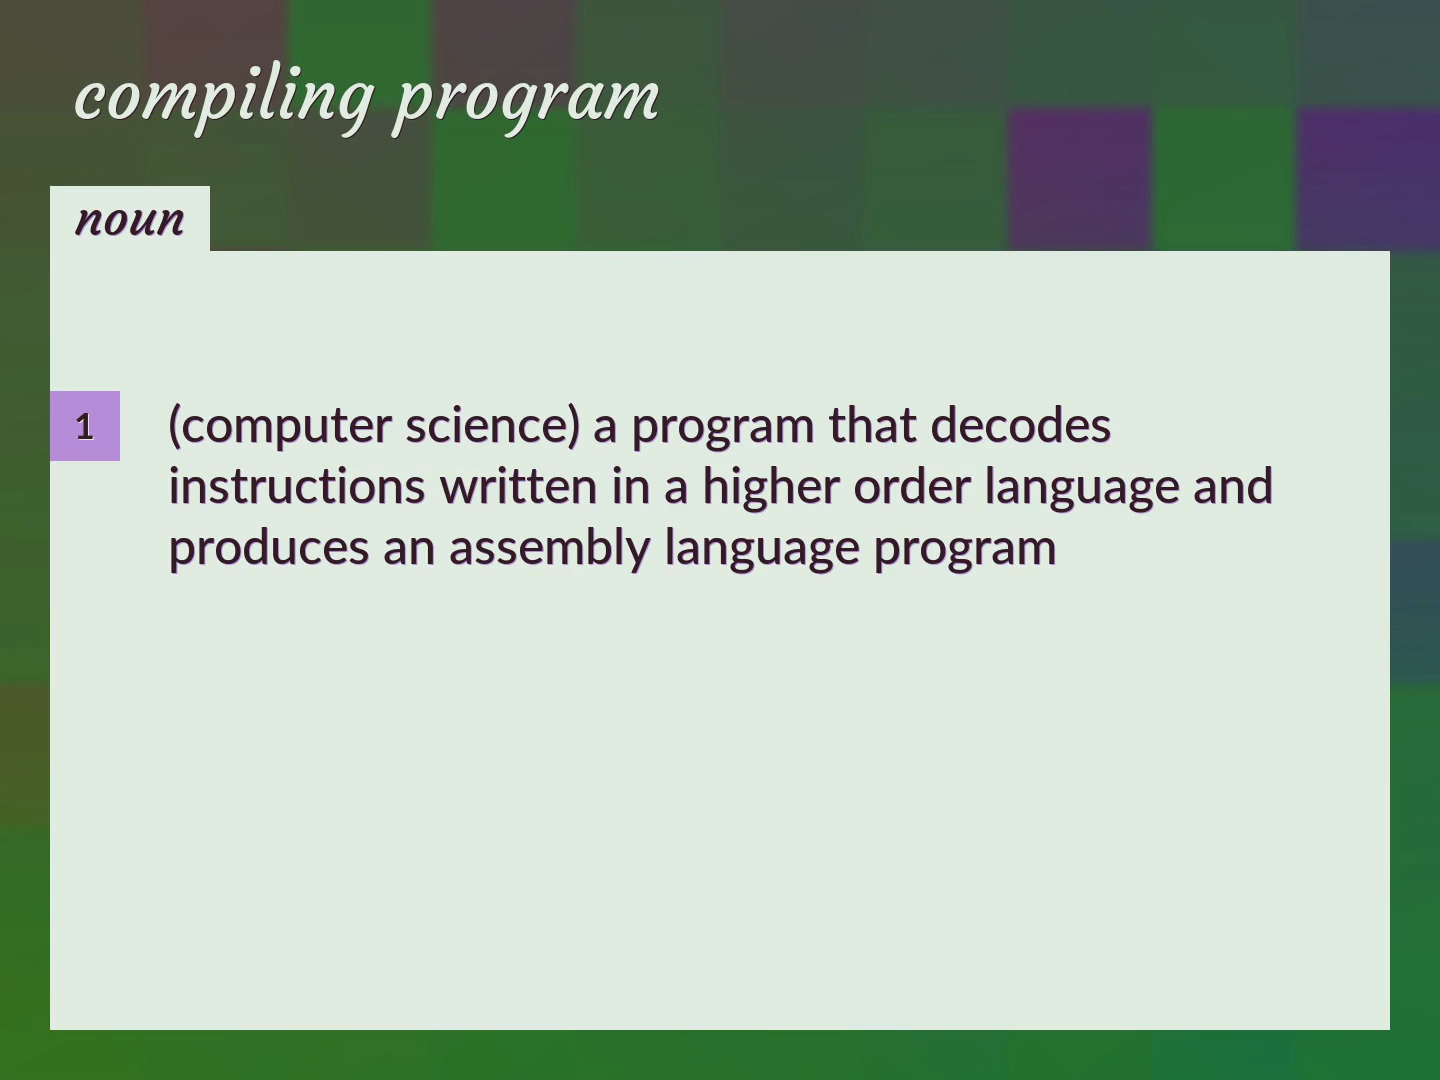 compiling program
noun
1
(computer science) a program that decodes
instructions written in a higher order language and
produces an assembly language program